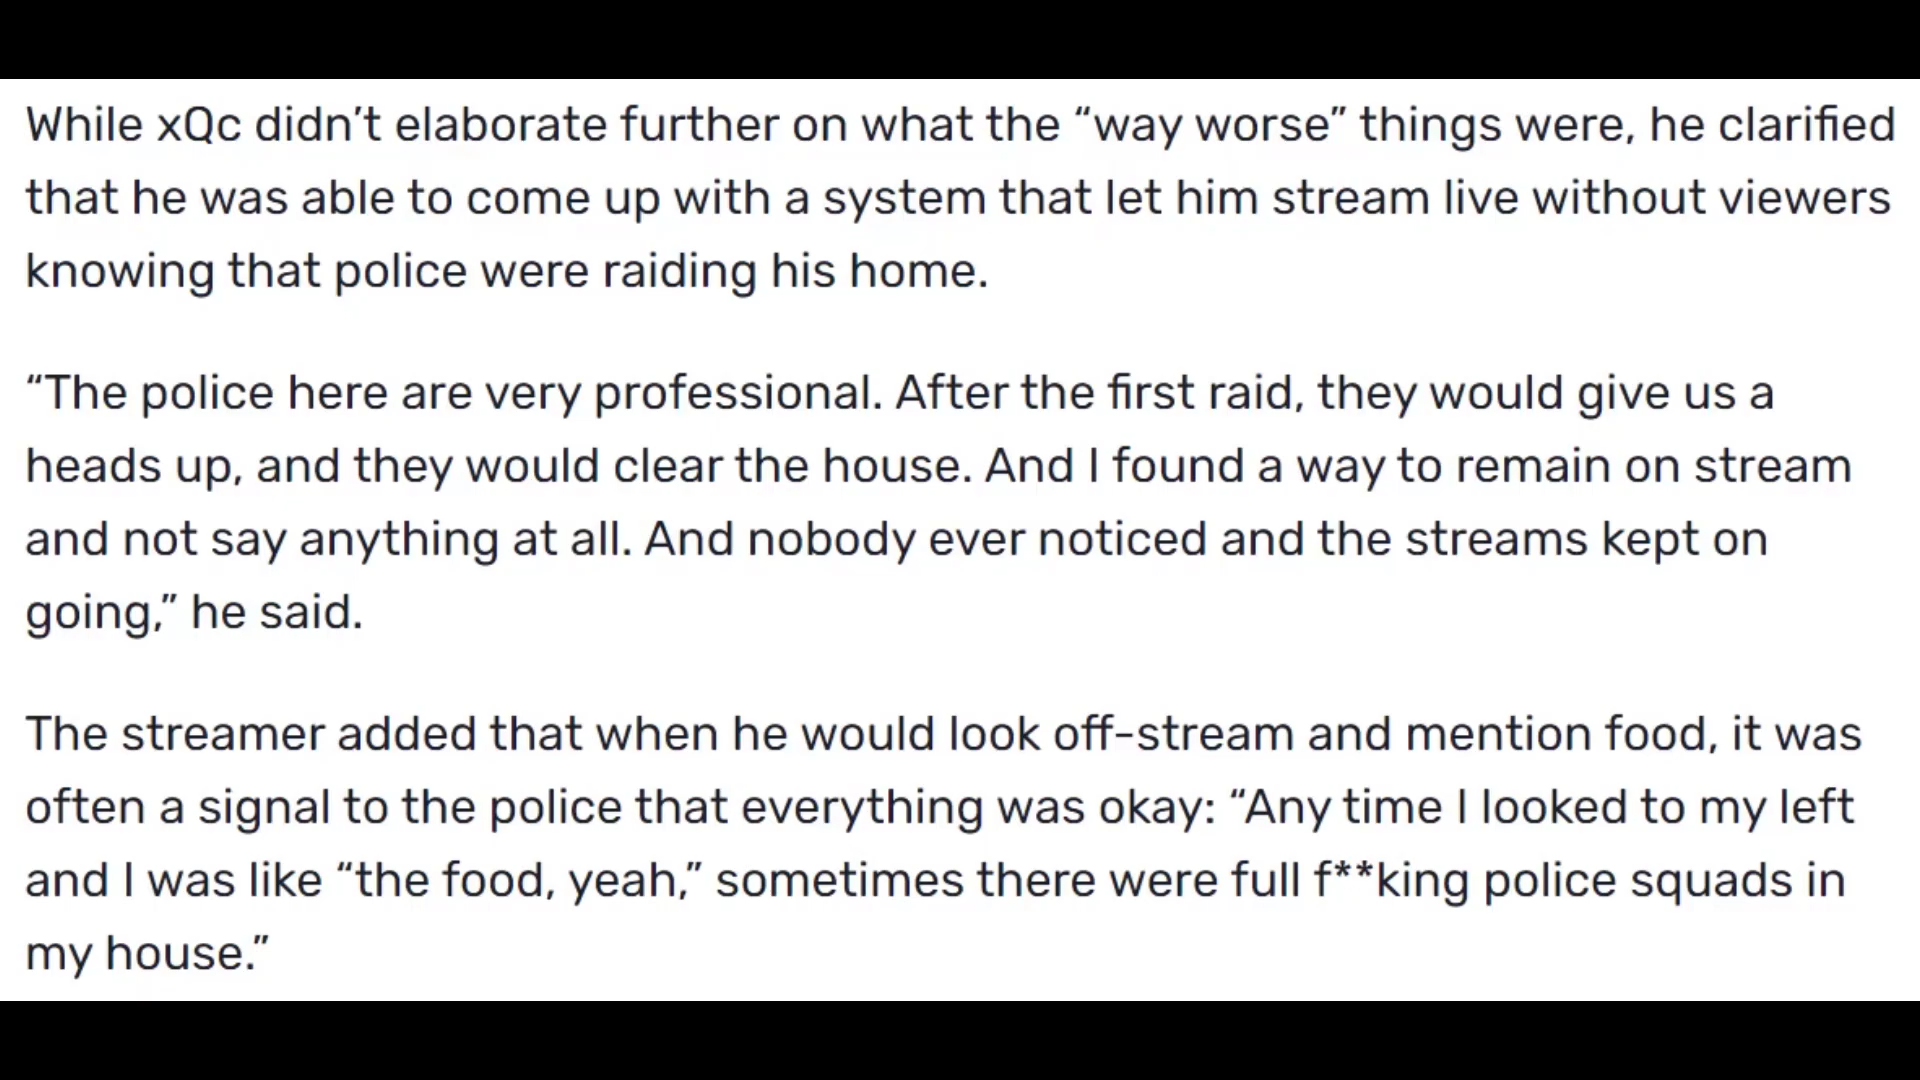 While xQc didn’t elaborate further on what the “way worse” things were, he clarified
that he was able to come up with a system that let him stream live without viewers
knowing that police were raiding his home.
“The police here are very professional. After the first raid, they would give us a
heads up, and they would clear the house. And I found a way to remain on stream
and not say anything at all. And nobody ever noticed and the streams kept on
going,” he said.
The streamer added that when he would look off-stream and mention food, it was
often a signal to the police that everything was okay: “Any time I looked to my left
and I was like “the food, yeah,” sometimes there were full f**king police squads in
my house.”